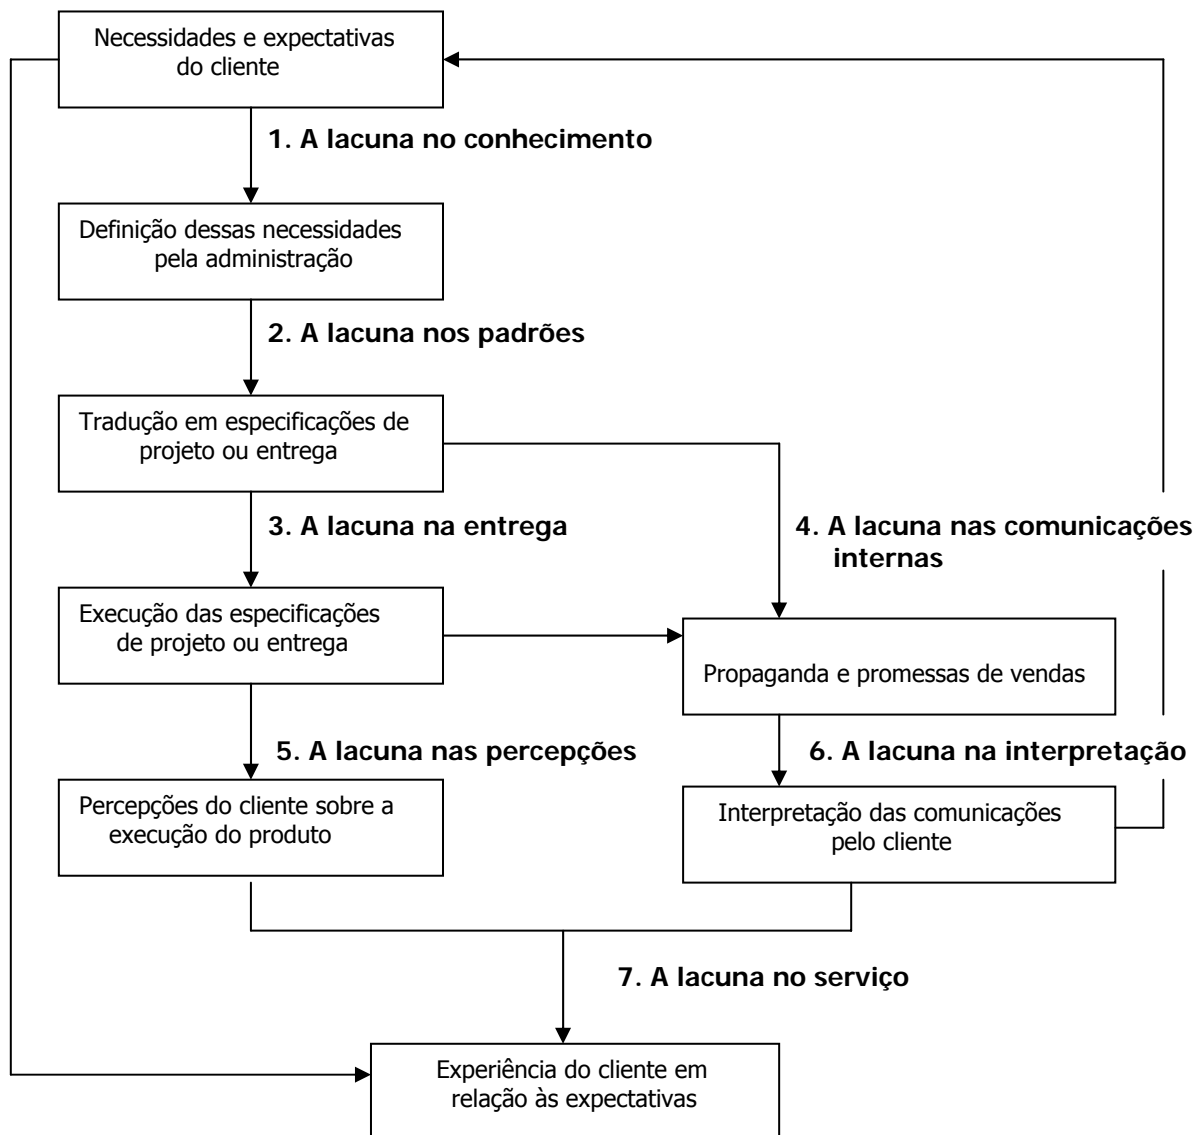 Necessidades e expectativas
do cliente
1. A lacuna no conhecimento
Definição dessas necessidades
pela administração
2. A lacuna nos padrões
Tradução em especificações de
projeto ou entrega
3. A lacuna na entrega
4. A lacuna nas comunicações
internas
Execução das especificações
de projeto ou entrega
Propaganda e promessas de vendas
5. A lacuna nas percepções
6. A lacuna na interpretação
Percepções do cliente sobre a
execução do produto
Interpretação das comunicações
pelo cliente
7. A lacuna no serviço
Experiência do cliente em
relação às expectativas